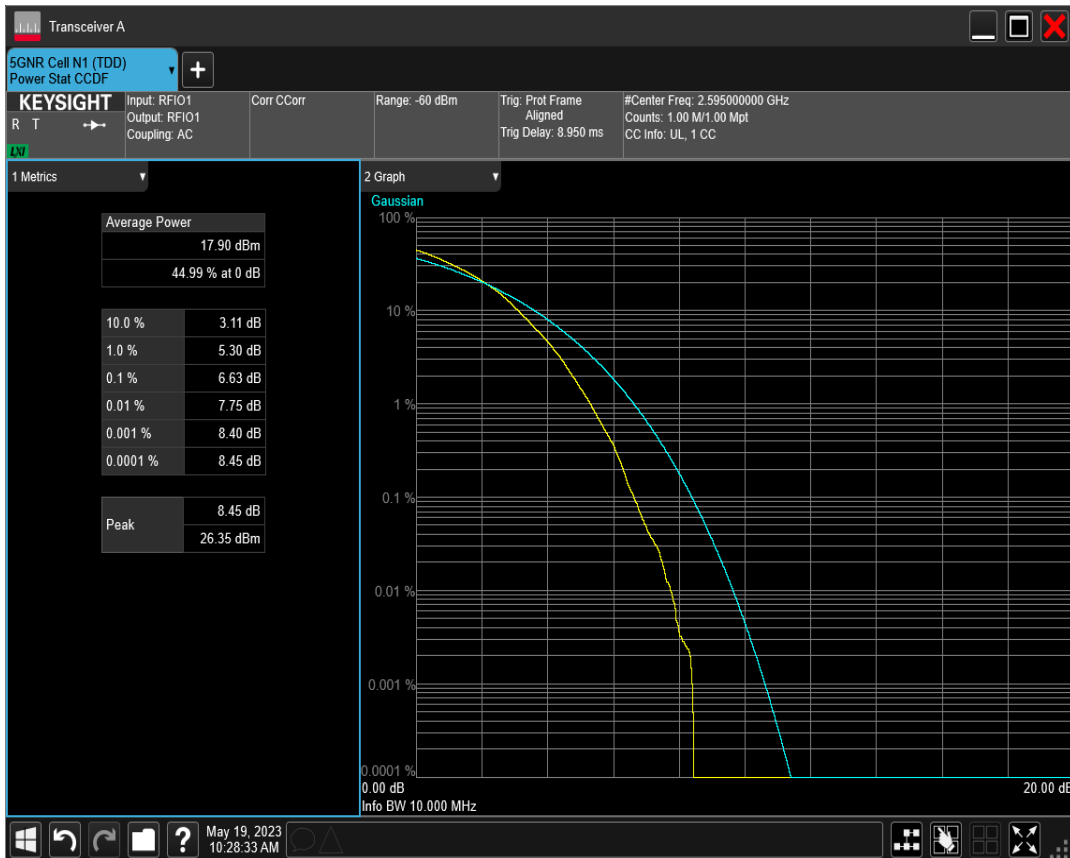 Transceiver A
5GNR Cell N1 (TDD)
Power Stat CCDF
KEYSIGHT
R T
LXI
Input: RFIO1
Output: RFIO1
Coupling: AC
Corr CCorr
Range: -60 dBm
Trig: Prot Frame
Aligned
Trig Delay: 8.950 ms
#Center Freq: 2.595000000 GHz
Counts: 1.00 M/1.00 Mpt
CC Info: UL, 1 CC
1 Metrics
Average Power
17.90 dBm
44.99 % at 0 dB
10.0 % 3.11 dB
1.0 % 5.30 dB
0.1 % 6.63 dB
0.01 % 7.75 dB
0.001 % 8.40 dB
0.0001 % 8.45 dB
Peak
8.45 dB
26.35 dBm
2 Graph
Gaussian
100 %
10 %
1 %
0.1 %
0.01 %
0.001 %
0.0001 %
0.00 dB
20.00 dB
Info BW 10.000 MHz
?
May 19, 2023
10:28:33 AM